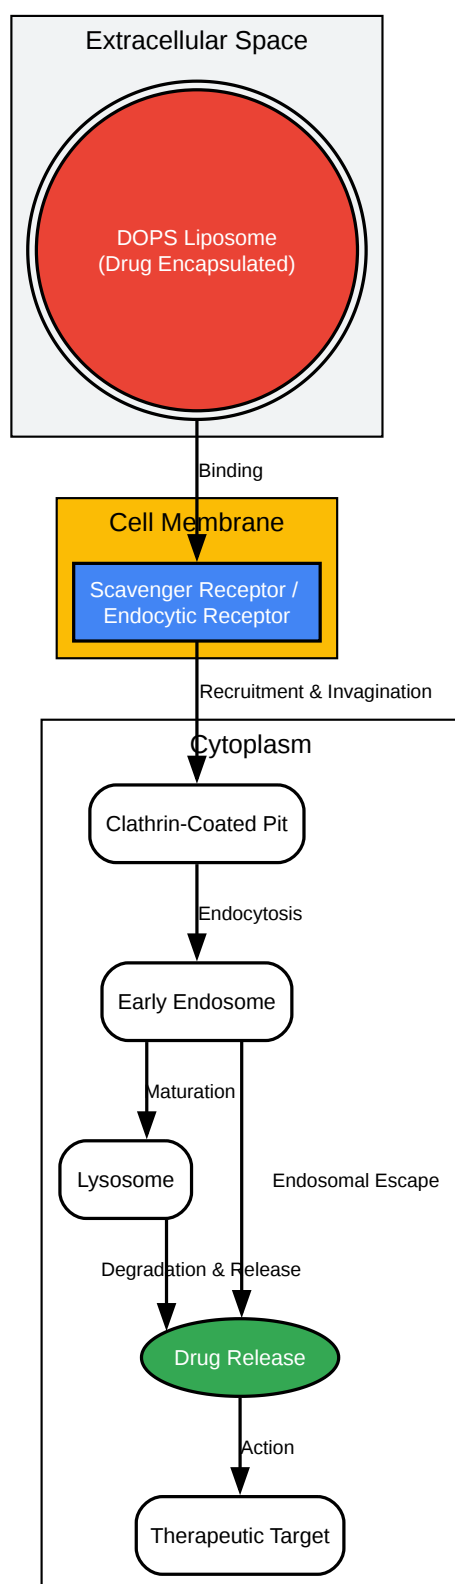 Extracellular Space
DOPS Liposome
(Drug Encapsulated)
Binding
Cell Membrane
Scavenger Receptor /
Endocytic Receptor
Recruitment & Invagination
Cytoplasm
Clathrin-Coated Pit
Endocytosis
Early Endosome
Maturation
Lysosome
Endosomal Escape
Degradation & Release
Drug Release
Action
Therapeutic Target